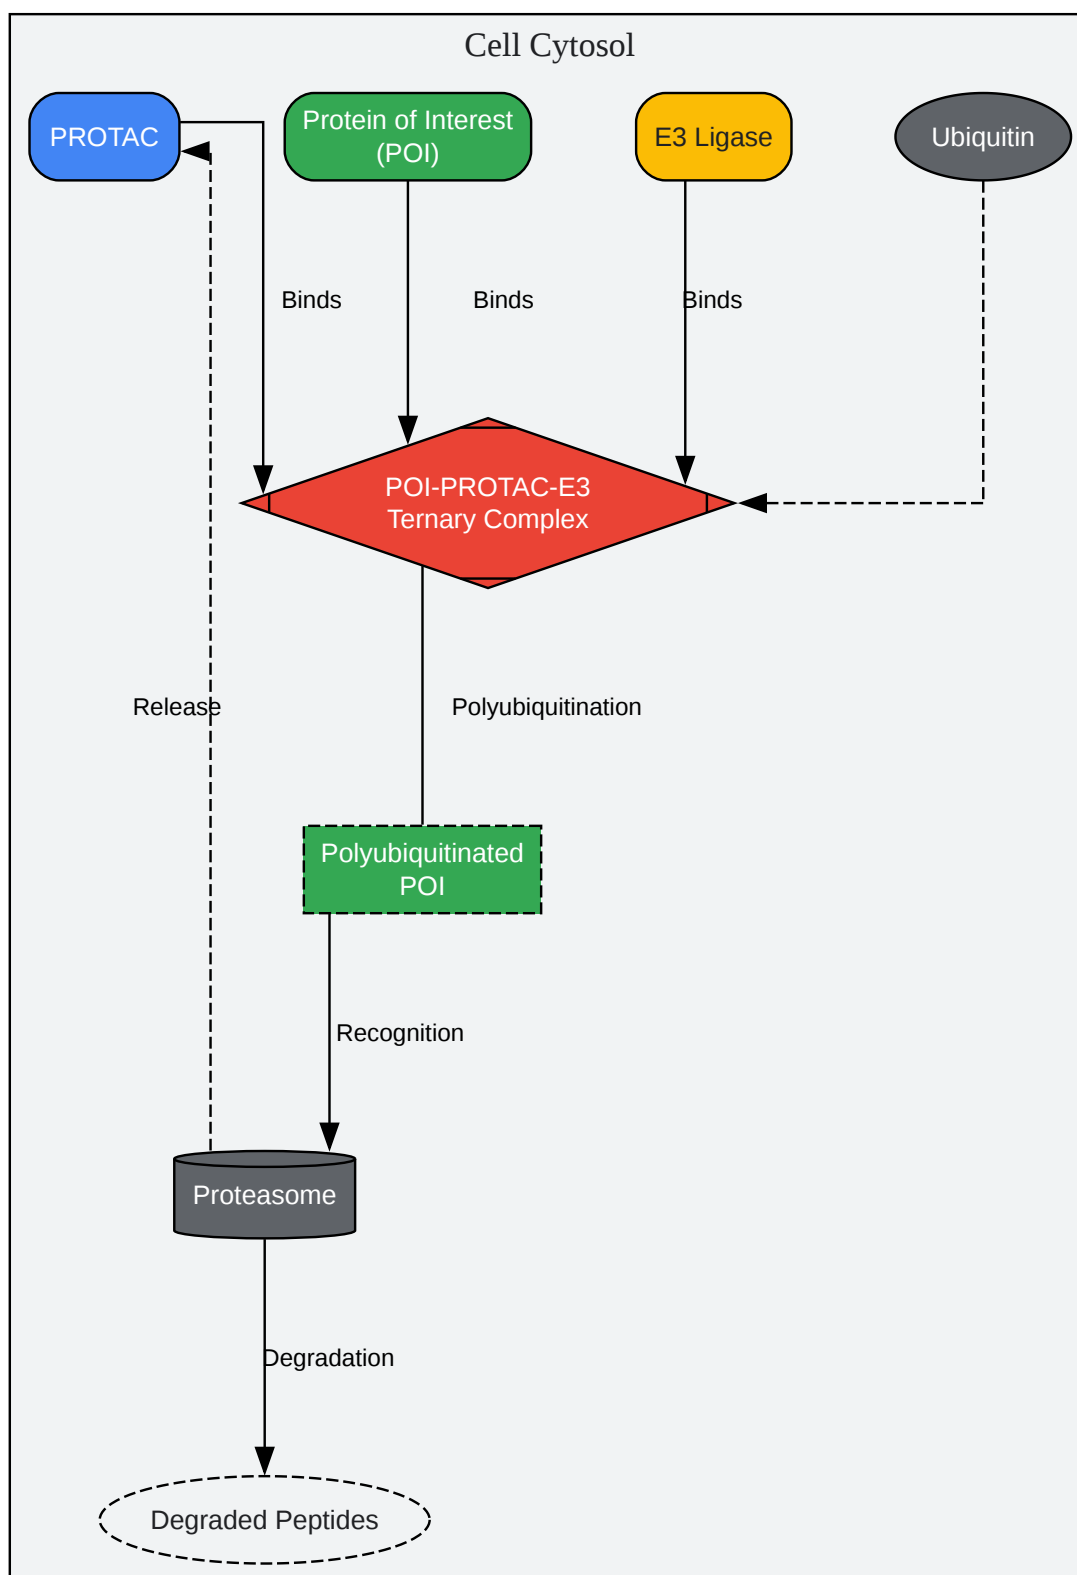 Cell Cytosol
PROTAC
Protein of Interest
(POI)
E3 Ligase
Ubiquitin
Binds
Binds
Binds
POI-PROTAC-E3
Ternary Complex
Release
Polyubiquitination
Polyubiquitinated
POI
Recognition
Proteasome
Degradation
Degraded Peptides